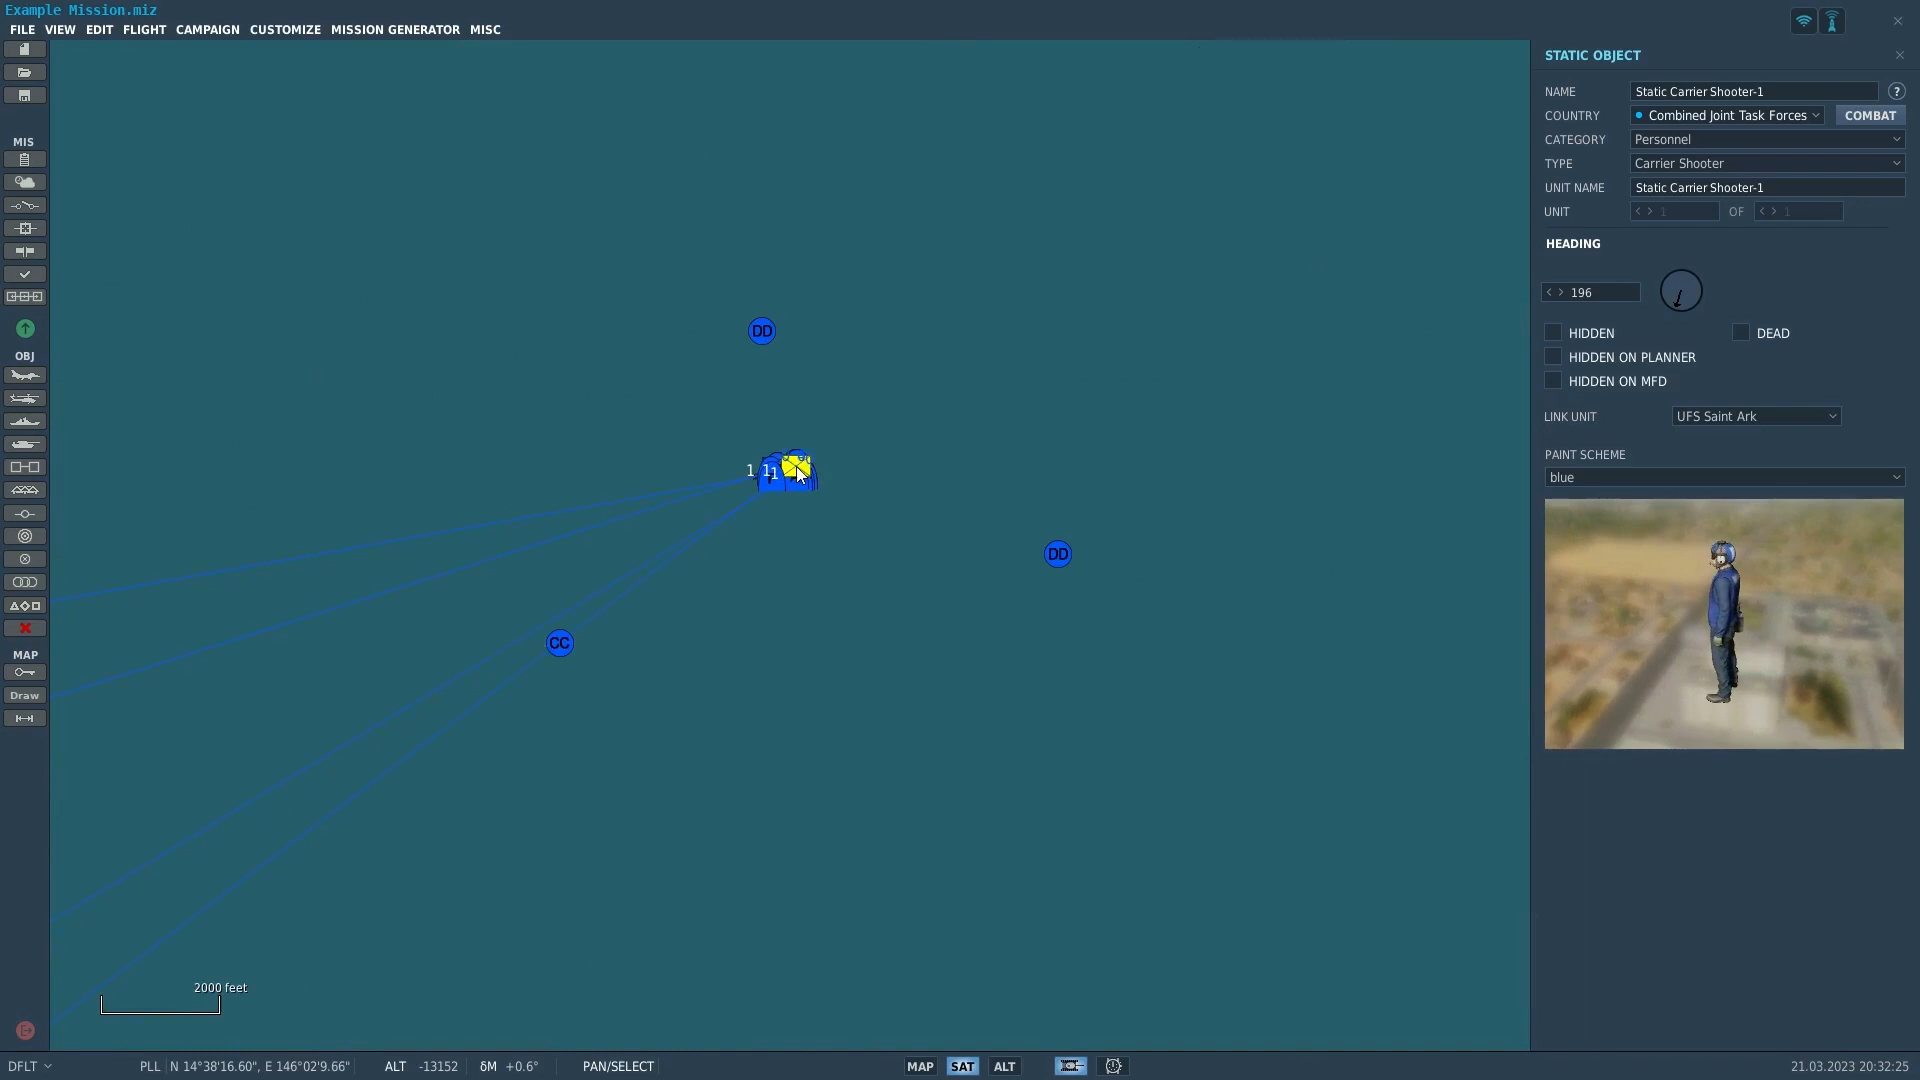 Example Mission.miz
FILE VIEW EDIT FLIGHT CAMPAIGN CUSTOMIZE MISSION GENERATOR MISC
MIS
OBJ
MAP
Draw
DD
1 1 1
DD
CC
2000 feet
STATIC OBJECT
NAME Static Carrier Shooter-1 ?
COUNTRY Combined Joint Task Forces COMBAT
CATEGORY Personnel
TYPE Carrier Shooter
UNIT NAME Static Carrier Shooter-1
UNIT < > 1 OF < > 1
HEADING
< > 196
HIDDEN DEAD
HIDDEN ON PLANNER
HIDDEN ON MFD
LINK UNIT UFS Saint Ark
PAINT SCHEME
blue
DFLT PLL N 14°38'16.60", E 146°02'9.66" ALT -13152 δM +0.6° PAN/SELECT MAP SAT ALT 21.03.2023 20:32:25